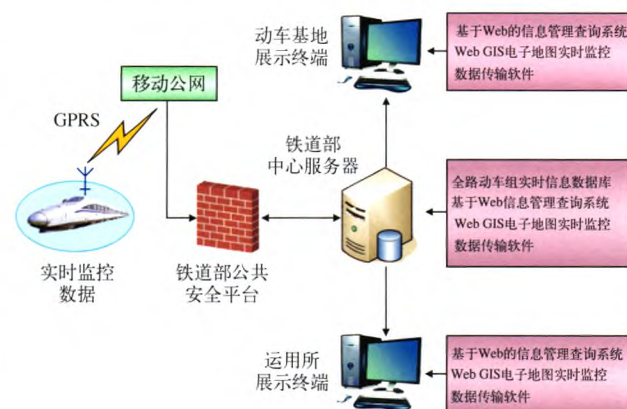 动车基地
展示终端
基于Web的信息管理查询系统
Web GIS电子地图实时监控
数据传输软件
移动公网
GPRS
铁道部
中心服务器
全路动车组实时信息数据库
基于Web信息管理查询系统
Web GIS电子地图实时监控
数据传输软件
实时监控
数据
铁道部公共
安全平台
运用所
展示终端
基于Web的信息管理查询系统
Web GIS电子地图实时监控
数据传输软件